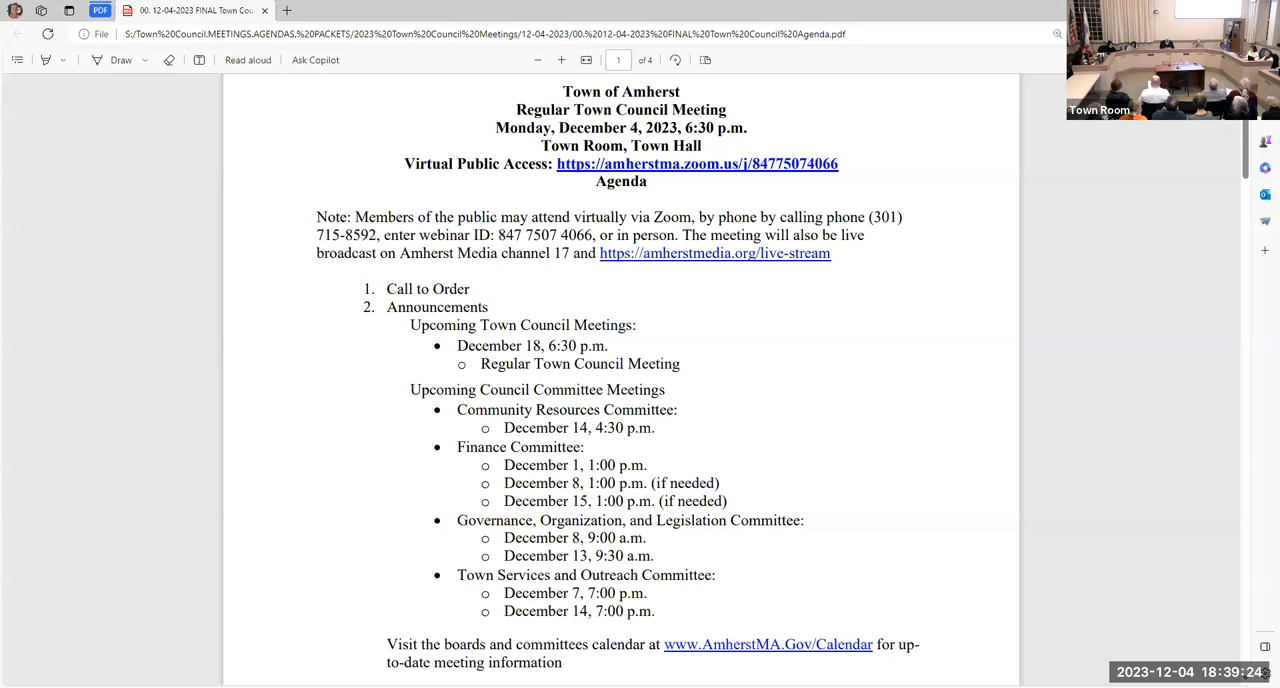 PDF
00. 12-04-2023 FINAL Town Cou
File
S:/Town%20Council.MEETINGS.AGENDAS.%20PACKETS/2023%20Town%20Council%20Meetings/12-04-2023/00.%2012-04-2023%20FINAL%20Town%20Council%20Agenda.pdf
Draw
Read aloud
Ask Copilot
1 of 4
Town Room
Town of Amherst
Regular Town Council Meeting
Monday, December 4, 2023, 6:30 p.m.
Town Room, Town Hall
Virtual Public Access: https://amherstma.zoom.us/j/84775074066
Agenda
Note: Members of the public may attend virtually via Zoom, by phone by calling phone (301)
715-8592, enter webinar ID: 847 7507 4066, or in person. The meeting will also be live
broadcast on Amherst Media channel 17 and https://amherstmedia.org/live-stream
1. Call to Order
2. Announcements
Upcoming Town Council Meetings:
• December 18, 6:30 p.m.
o Regular Town Council Meeting
Upcoming Council Committee Meetings
• Community Resources Committee:
o December 14, 4:30 p.m.
• Finance Committee:
o December 1, 1:00 p.m.
o December 8, 1:00 p.m. (if needed)
o December 15, 1:00 p.m. (if needed)
• Governance, Organization, and Legislation Committee:
o December 8, 9:00 a.m.
o December 13, 9:30 a.m.
• Town Services and Outreach Committee:
o December 7, 7:00 p.m.
o December 14, 7:00 p.m.
Visit the boards and committees calendar at www.AmherstMA.Gov/Calendar for up-
to-date meeting information
2023-12-04 18:39:24